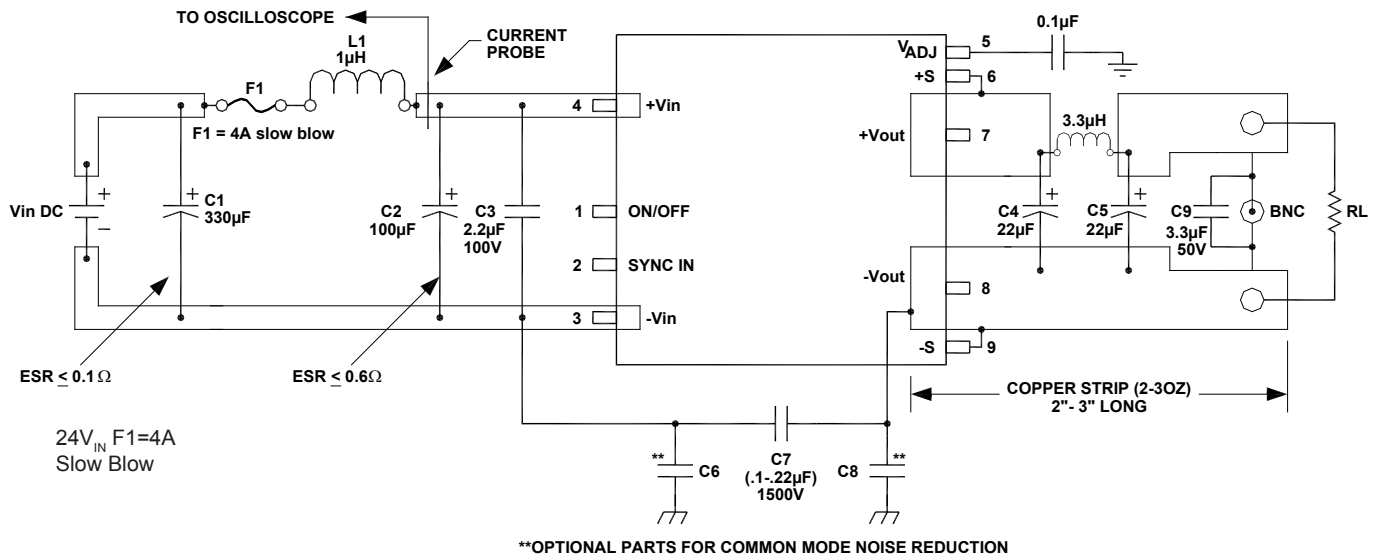 TO OSCILLOSCOPE
CURRENT
PROBE
L1
1µH
F1
F1 = 4A slow blow
0.1µF
VADJ
5
+S
6
4
+Vin
+Vout
7
3.3µH
Vin DC
+
–
+
C1
330µF
+
C2
100µF
C3
2.2µF
100V
1
ON/OFF
2
SYNC IN
3
-Vin
+
C4
22µF
+
C5
22µF
C9
3.3µF
50V
BNC
RL
-Vout
8
-S
9
ESR ≤ 0.1Ω
ESR ≤ 0.6Ω
COPPER STRIP (2-3OZ)
2"- 3" LONG
24VIN F1=4A
Slow Blow
**
C6
C7
(.1-.22µF)
1500V
C8
**
**OPTIONAL PARTS FOR COMMON MODE NOISE REDUCTION